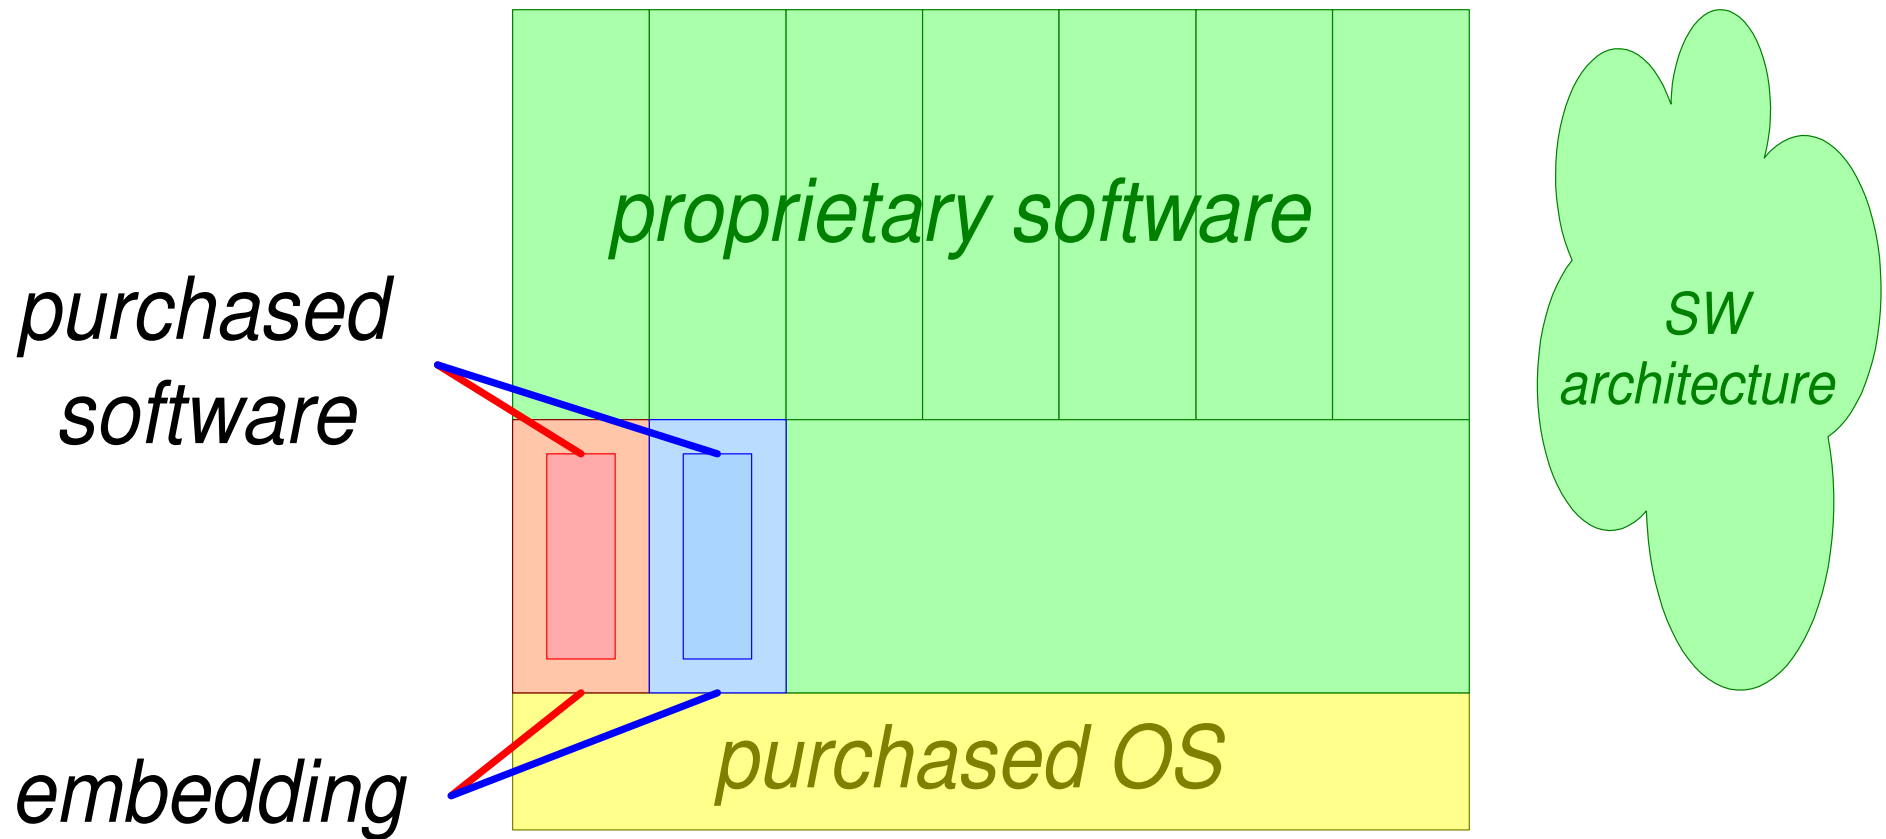 proprietary software
purchased
software
SW
architecture
purchased OS
embedding